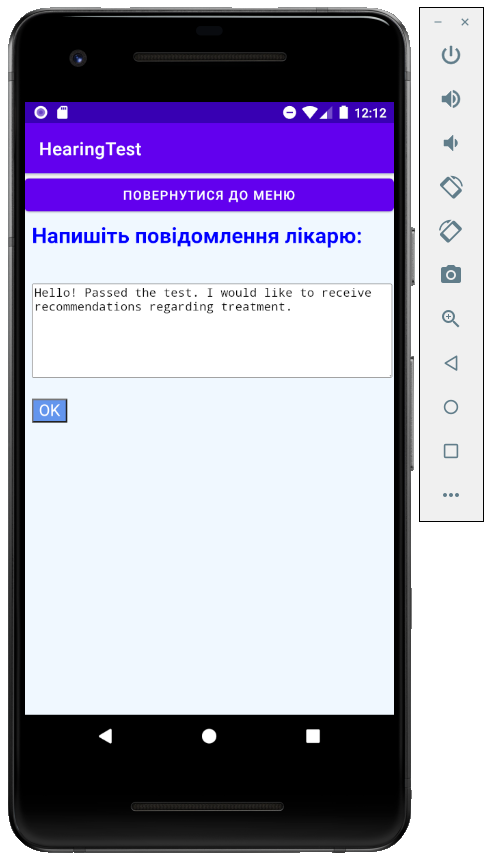 12:12
HearingTest
ПОВЕРНУТИСЯ ДО МЕНЮ
Напишіть повідомлення лікарю:
Hello! Passed the test. I would like to receive
recommendations regarding treatment.
OK